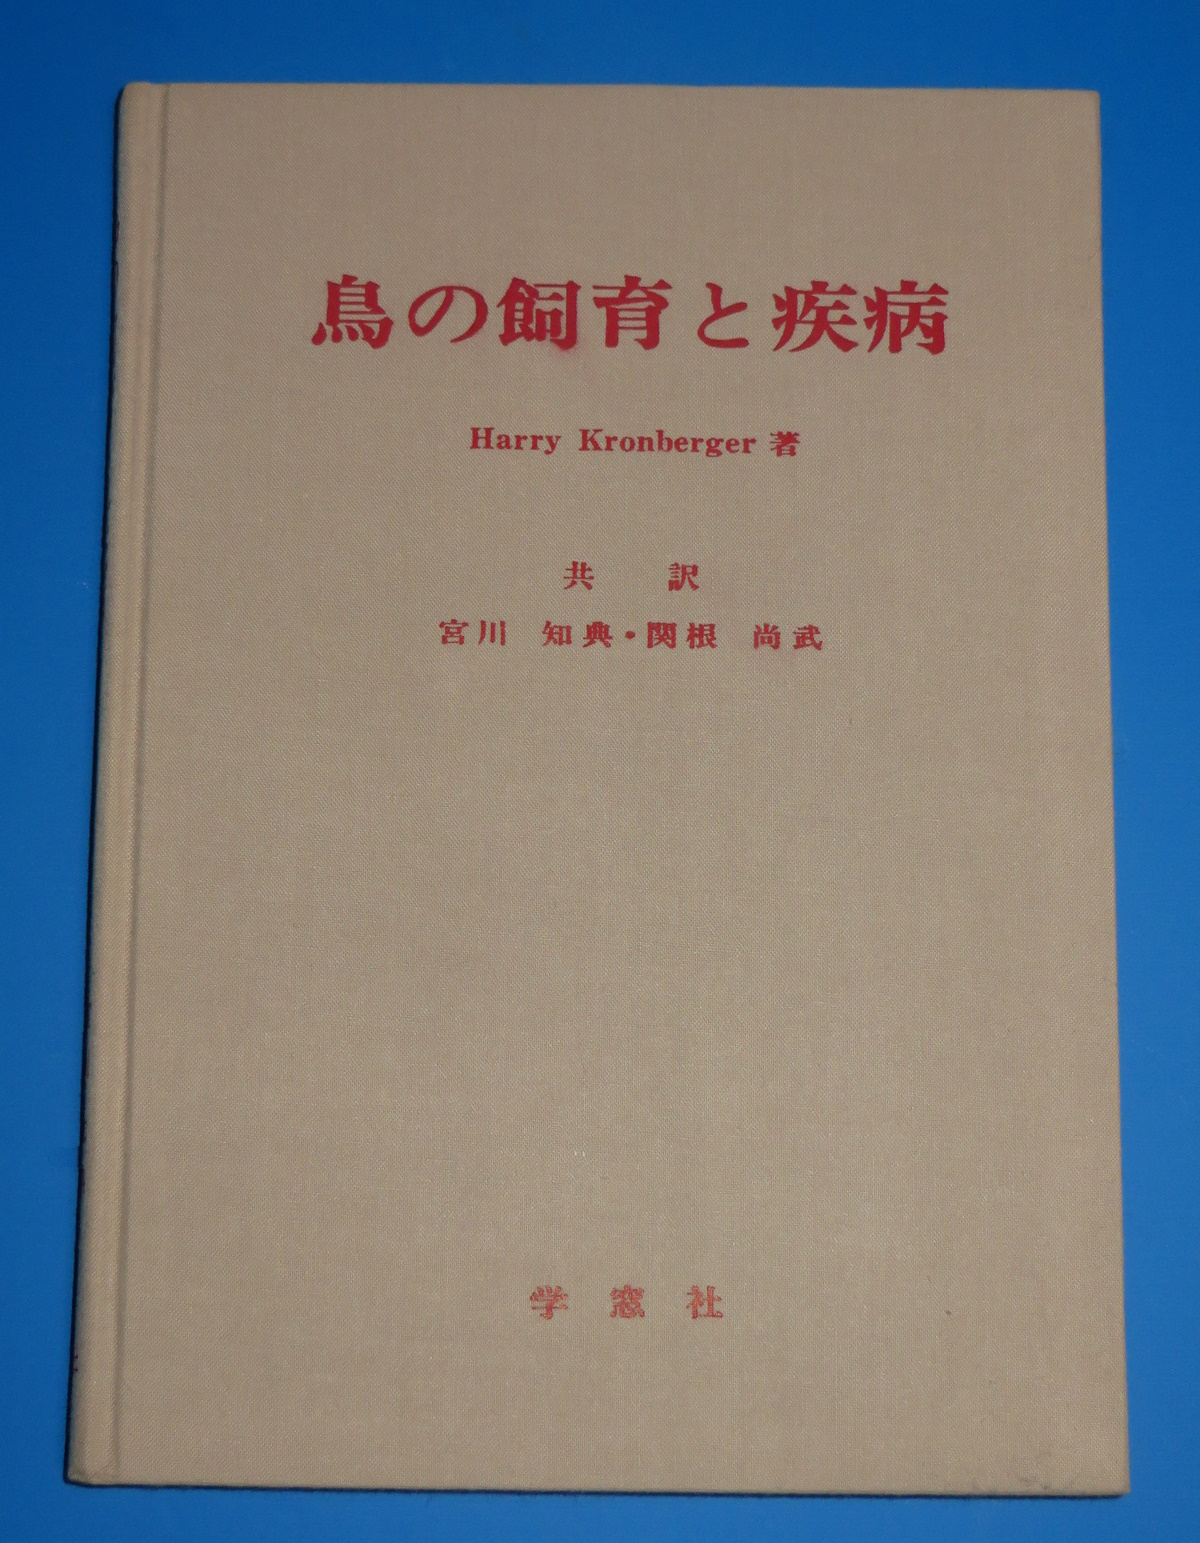 鳥の飼育と疾病
Harry Kronberger 著
共 訳
宮川 知典・関根 尚武
学窓社